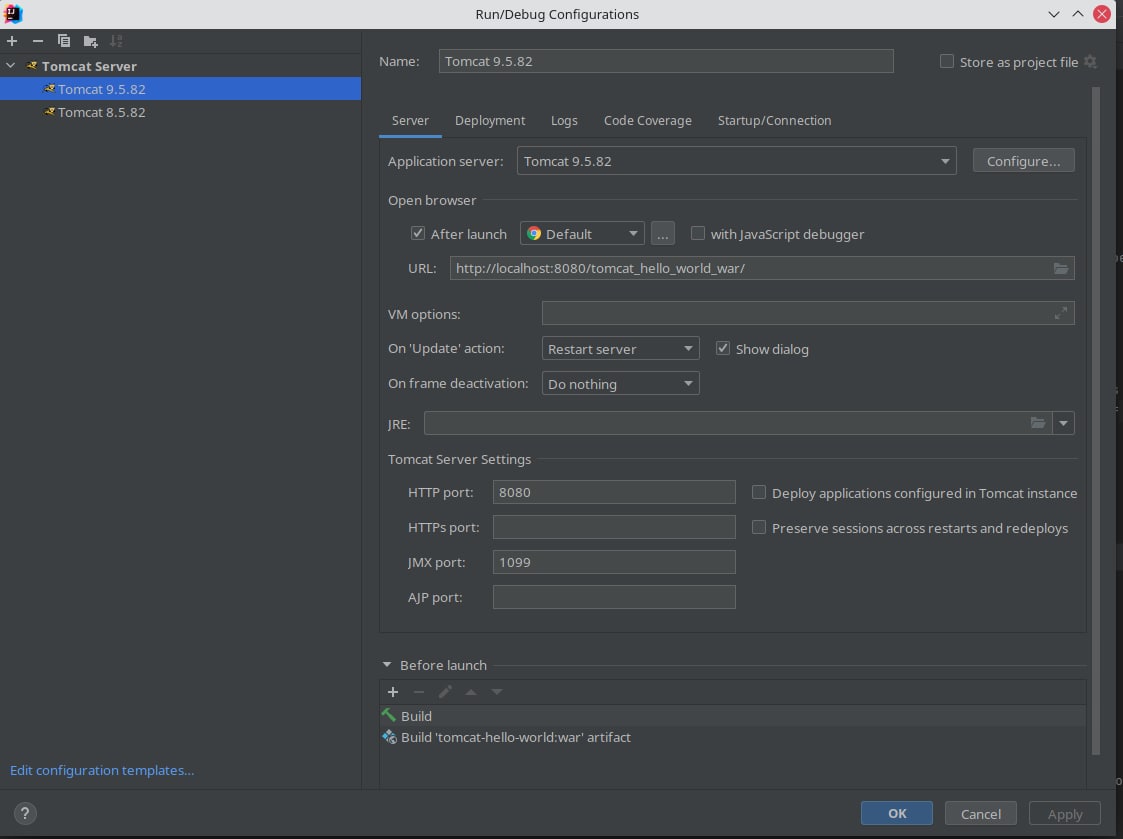 Run/Debug Configurations
Tomcat Server
Tomcat 9.5.82
Tomcat 8.5.82
Edit configuration templates...
Name: Tomcat 9.5.82 Store as project file
Server Deployment Logs Code Coverage Startup/Connection
Application server: Tomcat 9.5.82 Configure...
Open browser
After launch Default ... with JavaScript debugger
URL: http://localhost:8080/tomcat_hello_world_war/
VM options:
On 'Update' action: Restart server Show dialog
On frame deactivation: Do nothing
JRE:
Tomcat Server Settings
HTTP port: 8080 Deploy applications configured in Tomcat instance
HTTPs port: Preserve sessions across restarts and redeploys
JMX port: 1099
AJP port:
Before launch
Build
Build 'tomcat-hello-world:war' artifact
? OK Cancel Apply